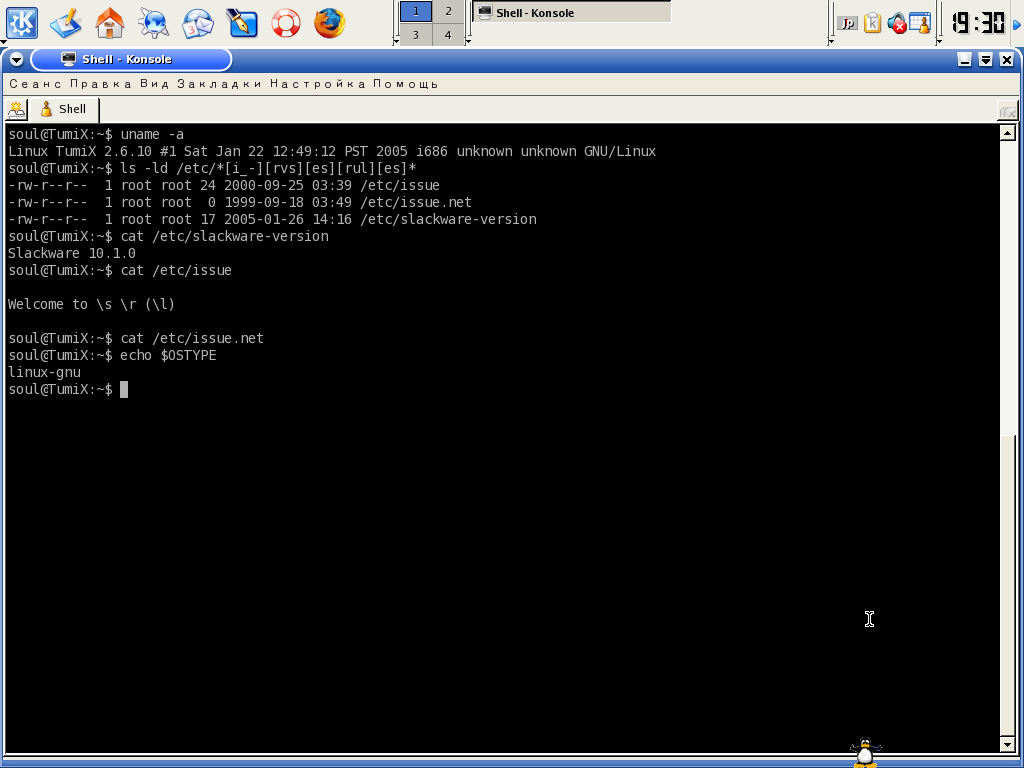 1 2
3 4
Shell - Konsole
Jp
19:30
Shell - Konsole
Сеанс Правка Вид Закладки Настройка Помощь
Shell
soul@TumiX:~$ uname -a
Linux TumiX 2.6.10 #1 Sat Jan 22 12:49:12 PST 2005 i686 unknown unknown GNU/Linux
soul@TumiX:~$ ls -ld /etc/*[i_-][rvs][es][rul][es]*
-rw-r--r--  1 root root 24 2000-09-25 03:39 /etc/issue
-rw-r--r--  1 root root  0 1999-09-18 03:49 /etc/issue.net
-rw-r--r--  1 root root 17 2005-01-26 14:16 /etc/slackware-version
soul@TumiX:~$ cat /etc/slackware-version
Slackware 10.1.0
soul@TumiX:~$ cat /etc/issue
Welcome to \s \r (\l)
soul@TumiX:~$ cat /etc/issue.net
soul@TumiX:~$ echo $OSTYPE
linux-gnu
soul@TumiX:~$